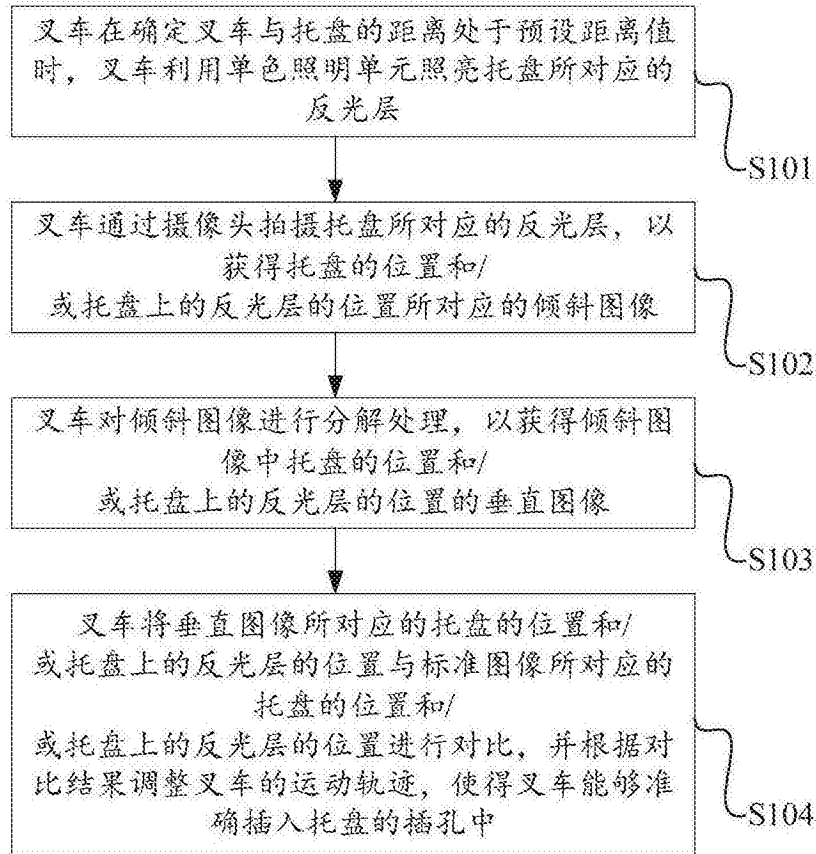 叉车在确定叉车与托盘的距离处于预设距离值
时，叉车利用单色照明单元照亮托盘所对应的
反光层
S101
叉车通过摄像头拍摄托盘所对应的反光层，以
获得托盘的位置和/
或托盘上的反光层的位置所对应的倾斜图像
S102
叉车对倾斜图像进行分解处理，以获得倾斜图
像中托盘的位置和/
或托盘上的反光层的位置的垂直图像
S103
叉车将垂直图像所对应的托盘的位置和/
或托盘上的反光层的位置与标准图像所对应的
托盘的位置和/
或托盘上的反光层的位置进行对比，并根据对
比结果调整叉车的运动轨迹，使得叉车能够准
确插入托盘的插孔中
S104